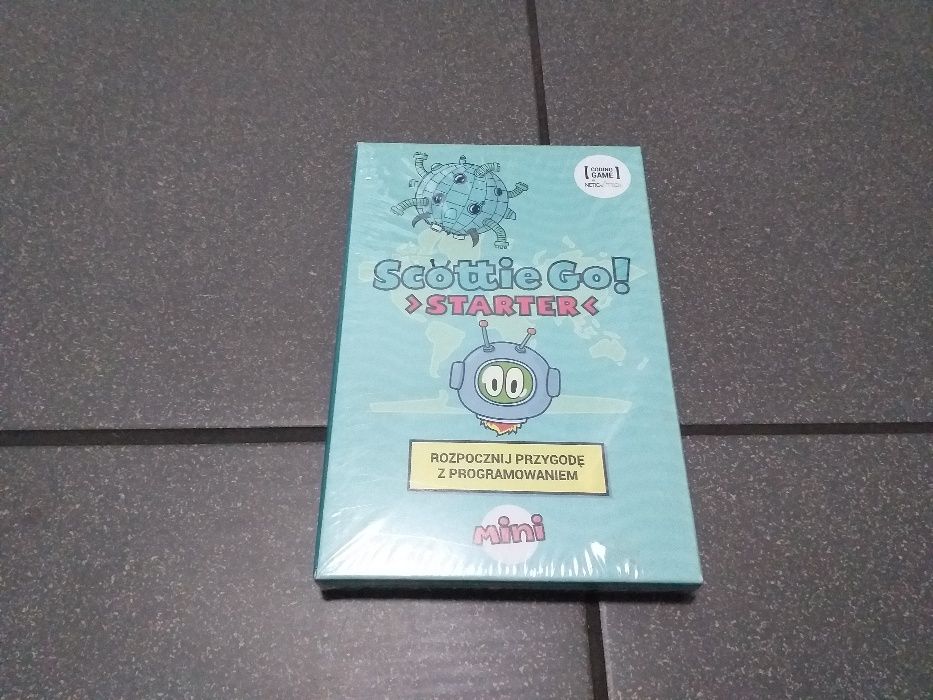 [ CODING
GAME ]
Scottie Go!
>STARTER<
ROZPOCZNIJ PRZYGODĘ
Z PROGRAMOWANIEM
mini